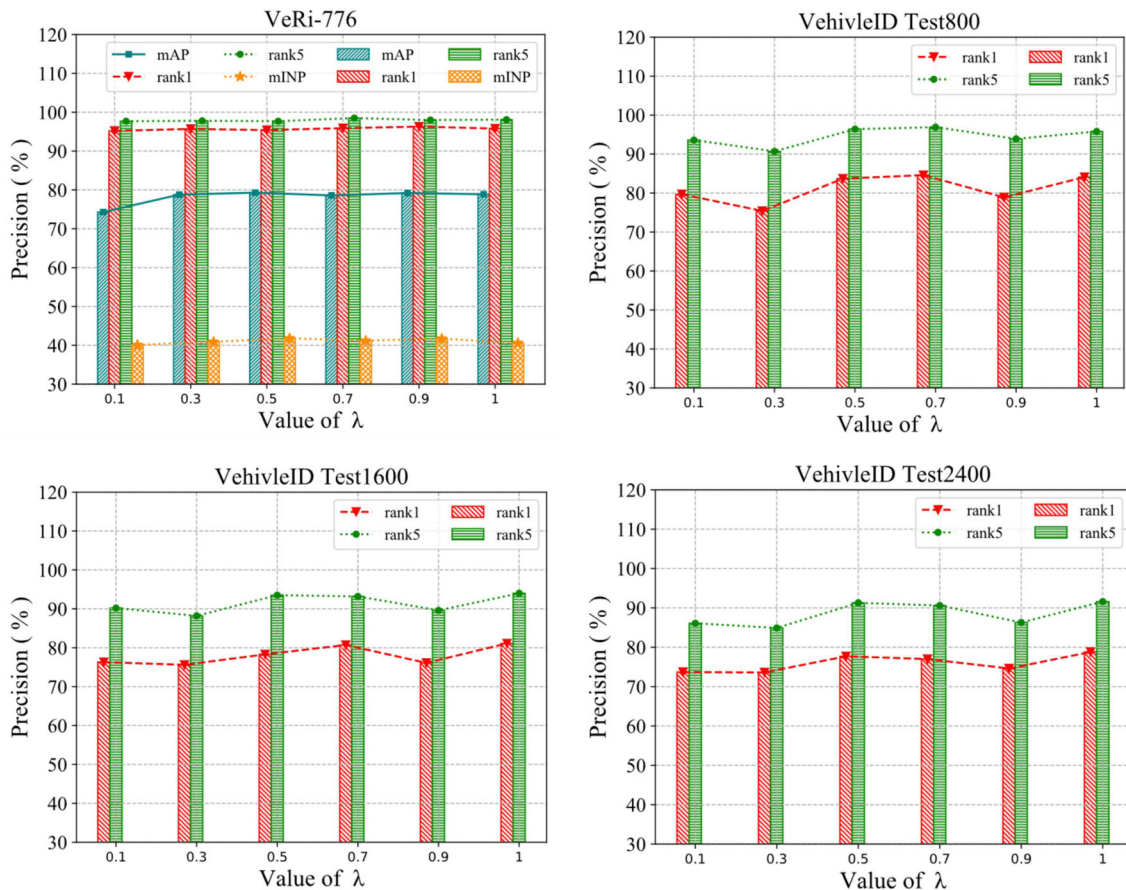 VeRi-776
120
110
100
90
80
70
60
50
40
30
Precision ( % )
mAP rank5 mAP rank5
rank1 mINP rank1 mINP
0.1 0.3 0.5 0.7 0.9 1
Value of λ
VehivleID Test800
120
110
100
90
80
70
60
50
40
30
Precision ( % )
rank1 rank1
rank5 rank5
0.1 0.3 0.5 0.7 0.9 1
Value of λ
VehivleID Test1600
120
110
100
90
80
70
60
50
40
30
Precision ( % )
rank1 rank1
rank5 rank5
0.1 0.3 0.5 0.7 0.9 1
Value of λ
VehivleID Test2400
120
110
100
90
80
70
60
50
40
30
Precision ( % )
rank1 rank1
rank5 rank5
0.1 0.3 0.5 0.7 0.9 1
Value of λ